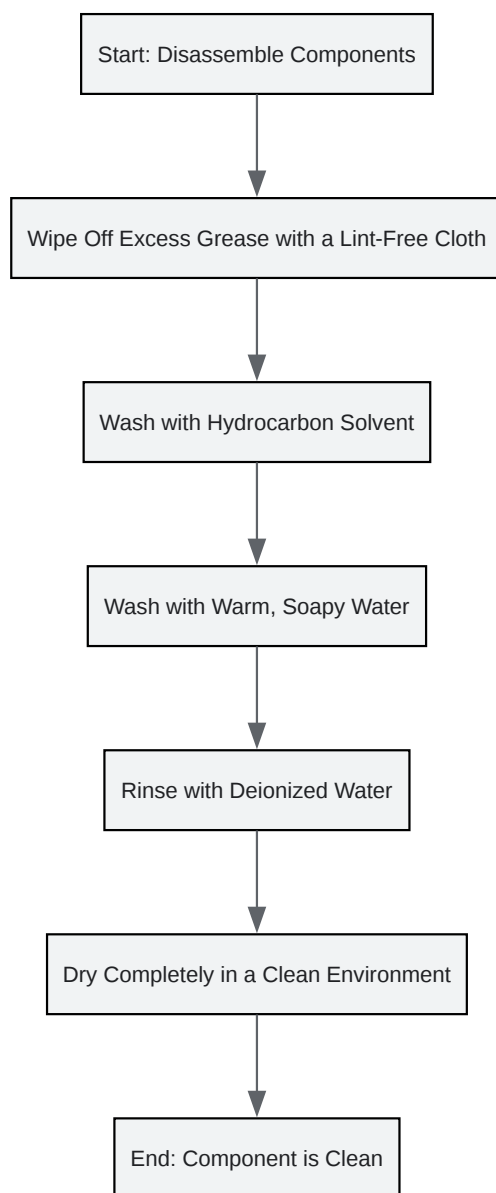 Start: Disassemble Components
Wipe Off Excess Grease with a Lint-Free Cloth
Wash with Hydrocarbon Solvent
Wash with Warm, Soapy Water
Rinse with Deionized Water
Dry Completely in a Clean Environment
End: Component is Clean